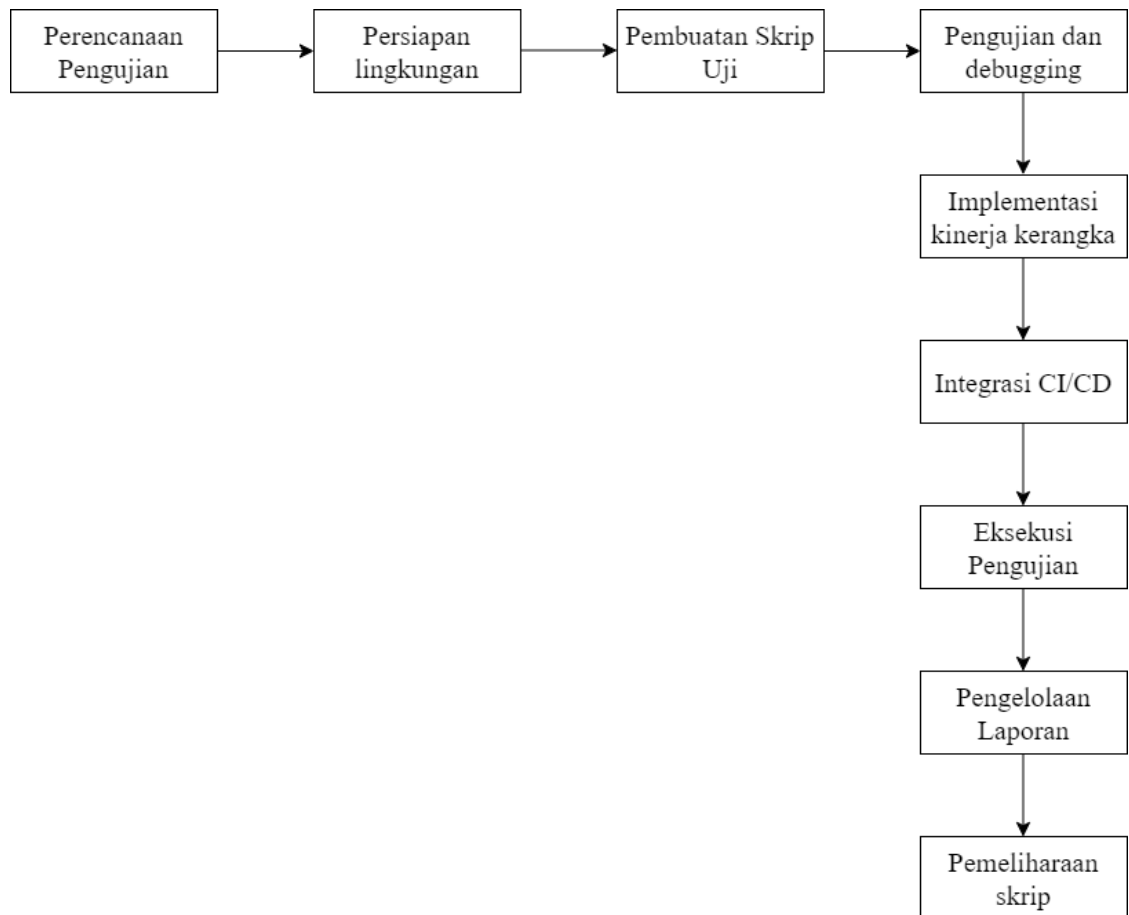 Perencanaan
Pengujian
Persiapan
lingkungan
Pembuatan Skrip
Uji
Pengujian dan
debugging
Implementasi
kinerja kerangka
Integrasi CI/CD
Eksekusi
Pengujian
Pengelolaan
Laporan
Pemeliharaan
skrip